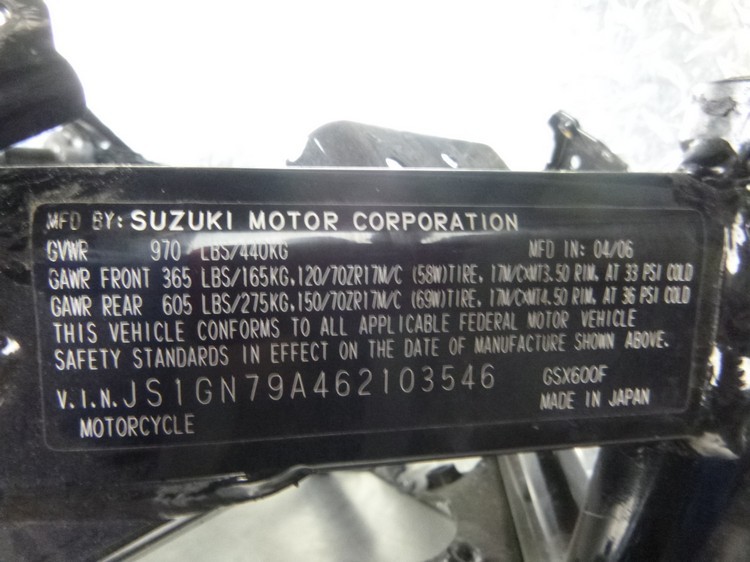 MFD BY: SUZUKI MOTOR CORPORATION
GVWR 970 LBS/440KG MFD IN: 04/06
GAWR FRONT 365 LBS/165KG,120/70ZR17M/C (58W)TIRE, 17M/CXMT3.50 RIM, AT 33 PSI COLD
GAWR REAR 605 LBS/275KG,150/70ZR17M/C (69W)TIRE, 17M/CXMT4.50 RIM, AT 36 PSI COLD
THIS VEHICLE CONFORMS TO ALL APPLICABLE FEDERAL MOTOR VEHICLE
SAFETY STANDARDS IN EFFECT ON THE DATE OF MANUFACTURE SHOWN ABOVE.
V.I.N. JS1GN79A462103546 GSX600F
MOTORCYCLE MADE IN JAPAN